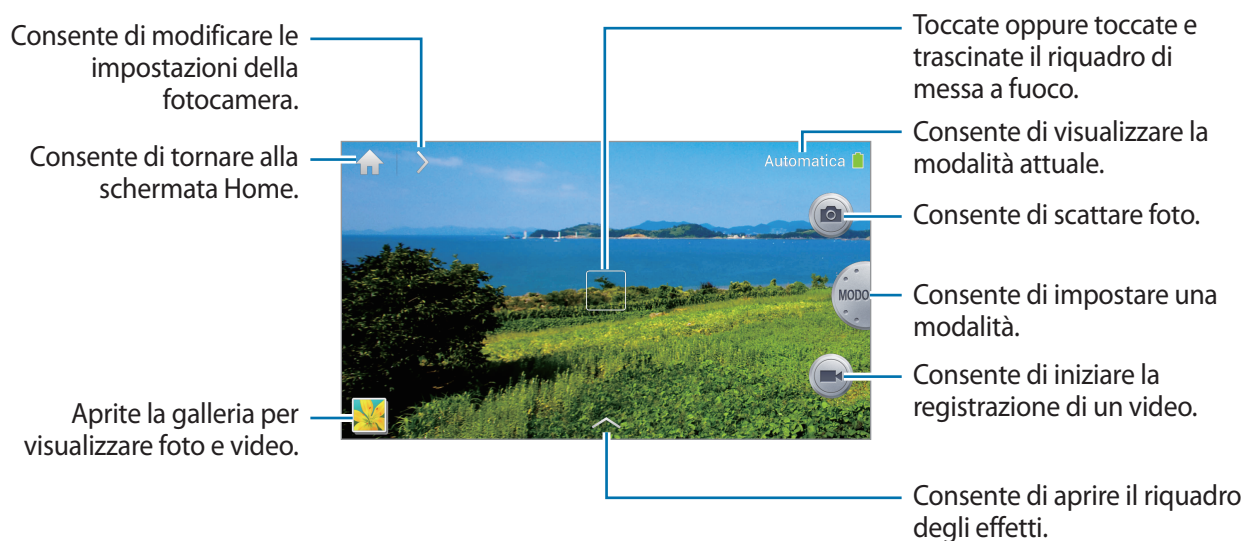 Consente di modificare le
impostazioni della
fotocamera.
Consente di tornare alla
schermata Home.
Aprite la galleria per
visualizzare foto e video.
Automatica
MODO
Toccate oppure toccate e
trascinate il riquadro di
messa a fuoco.
Consente di visualizzare la
modalità attuale.
Consente di scattare foto.
Consente di impostare una
modalità.
Consente di iniziare la
registrazione di un video.
Consente di aprire il riquadro
degli effetti.